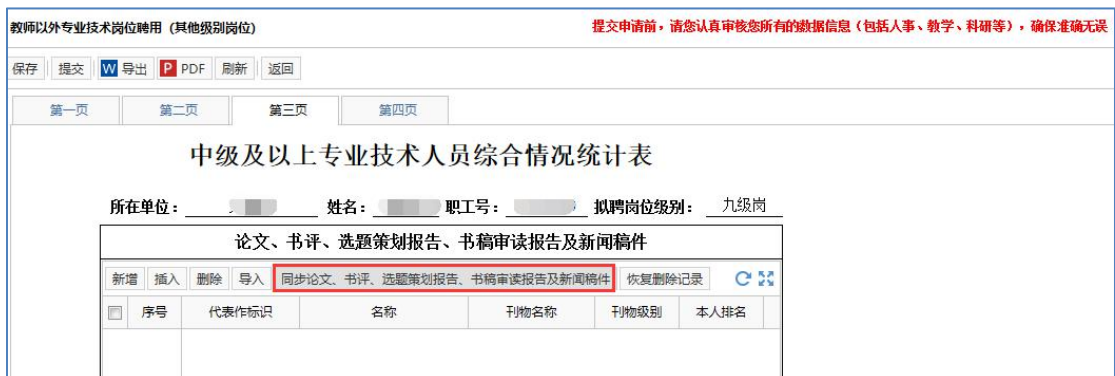 教师以外专业技术岗位聘用（其他级别岗位）
提交申请前，请您认真审核您所有的数据信息（包括人事、教学、科研等），确保准确无误
保存 提交 W 导出 P PDF 刷新 返回
第一页 第二页 第三页 第四页
中级及以上专业技术人员综合情况统计表
所在单位： 姓名： 职工号： 拟聘岗位级别： 九级岗
论文、书评、选题策划报告、书稿审读报告及新闻稿件
新增 插入 删除 导入 同步论文、书评、选题策划报告、书稿审读报告及新闻稿件 恢复删除记录
序号 代表作标识 名称 刊物名称 刊物级别 本人排名